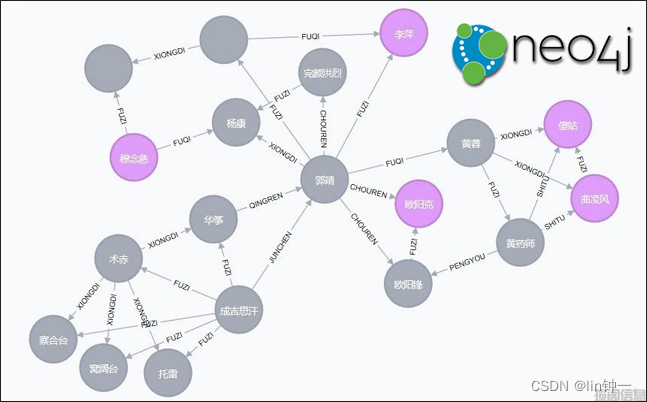 neo4j
XIONGDI
FUQI
李萍
完颜洪烈
FUZI
FUZI
CHOUREN
FUZI
FUZI
杨康
XIONGDI
FUQI
穆念慈
郭靖
FUQI
黄蓉
XIONGDI
傻姑
XIONGDI
FUZI
SHITU
曲凌风
SHITU
FUZI
黄药师
PENGYOU
CHOUREN
欧阳克
CHOUREN
FUZI
欧阳锋
华筝
QINGREN
XIONGDI
JUNCHEN
术赤
FUZI
FUZI
成吉思汗
XIONGDI
XIONGDI
XIONGDI
FUZI
FUZI
FUZI
察合台
窝阔台
托雷
CSDN @lin钟一